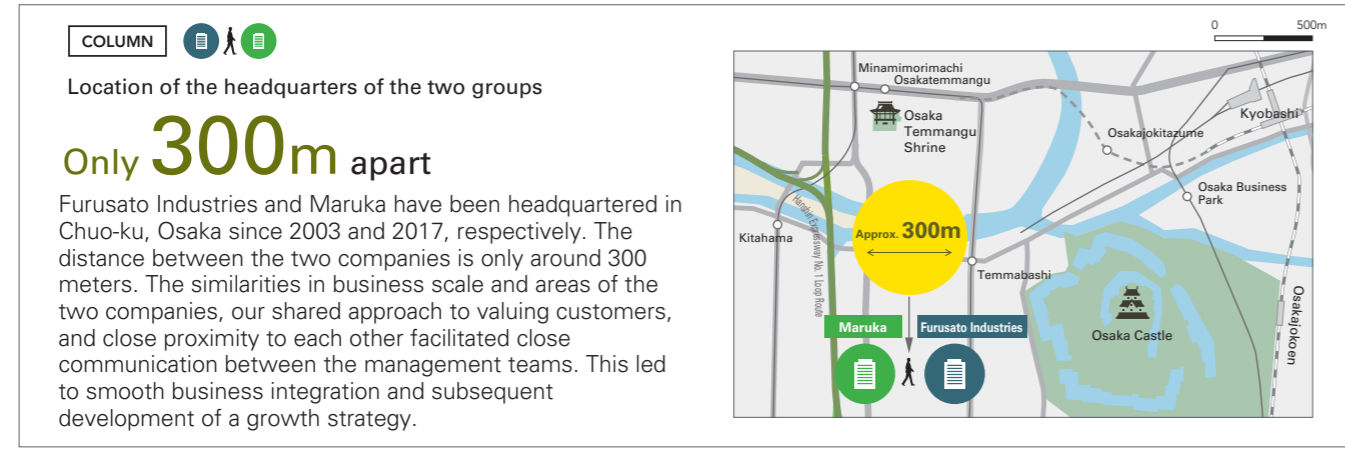 COLUMN
Location of the headquarters of the two groups
Only 300m apart
Furusato Industries and Maruka have been headquartered in
Chuo-ku, Osaka since 2003 and 2017, respectively. The
distance between the two companies is only around 300
meters. The similarities in business scale and areas of the
two companies, our shared approach to valuing customers,
and close proximity to each other facilitated close
communication between the management teams. This led
to smooth business integration and subsequent
development of a growth strategy.
0 500m
Minamimorimachi
Osakatemmangu
Osaka
Temmangu
Shrine
Kyobashi
Osakajokitazume
Osaka Business
Park
Hanshin Expressway No. 1 Loop Route
Kitahama
Approx. 300m
Temmabashi
Maruka
Furusato Industries
Osaka Castle
Osakajokoen